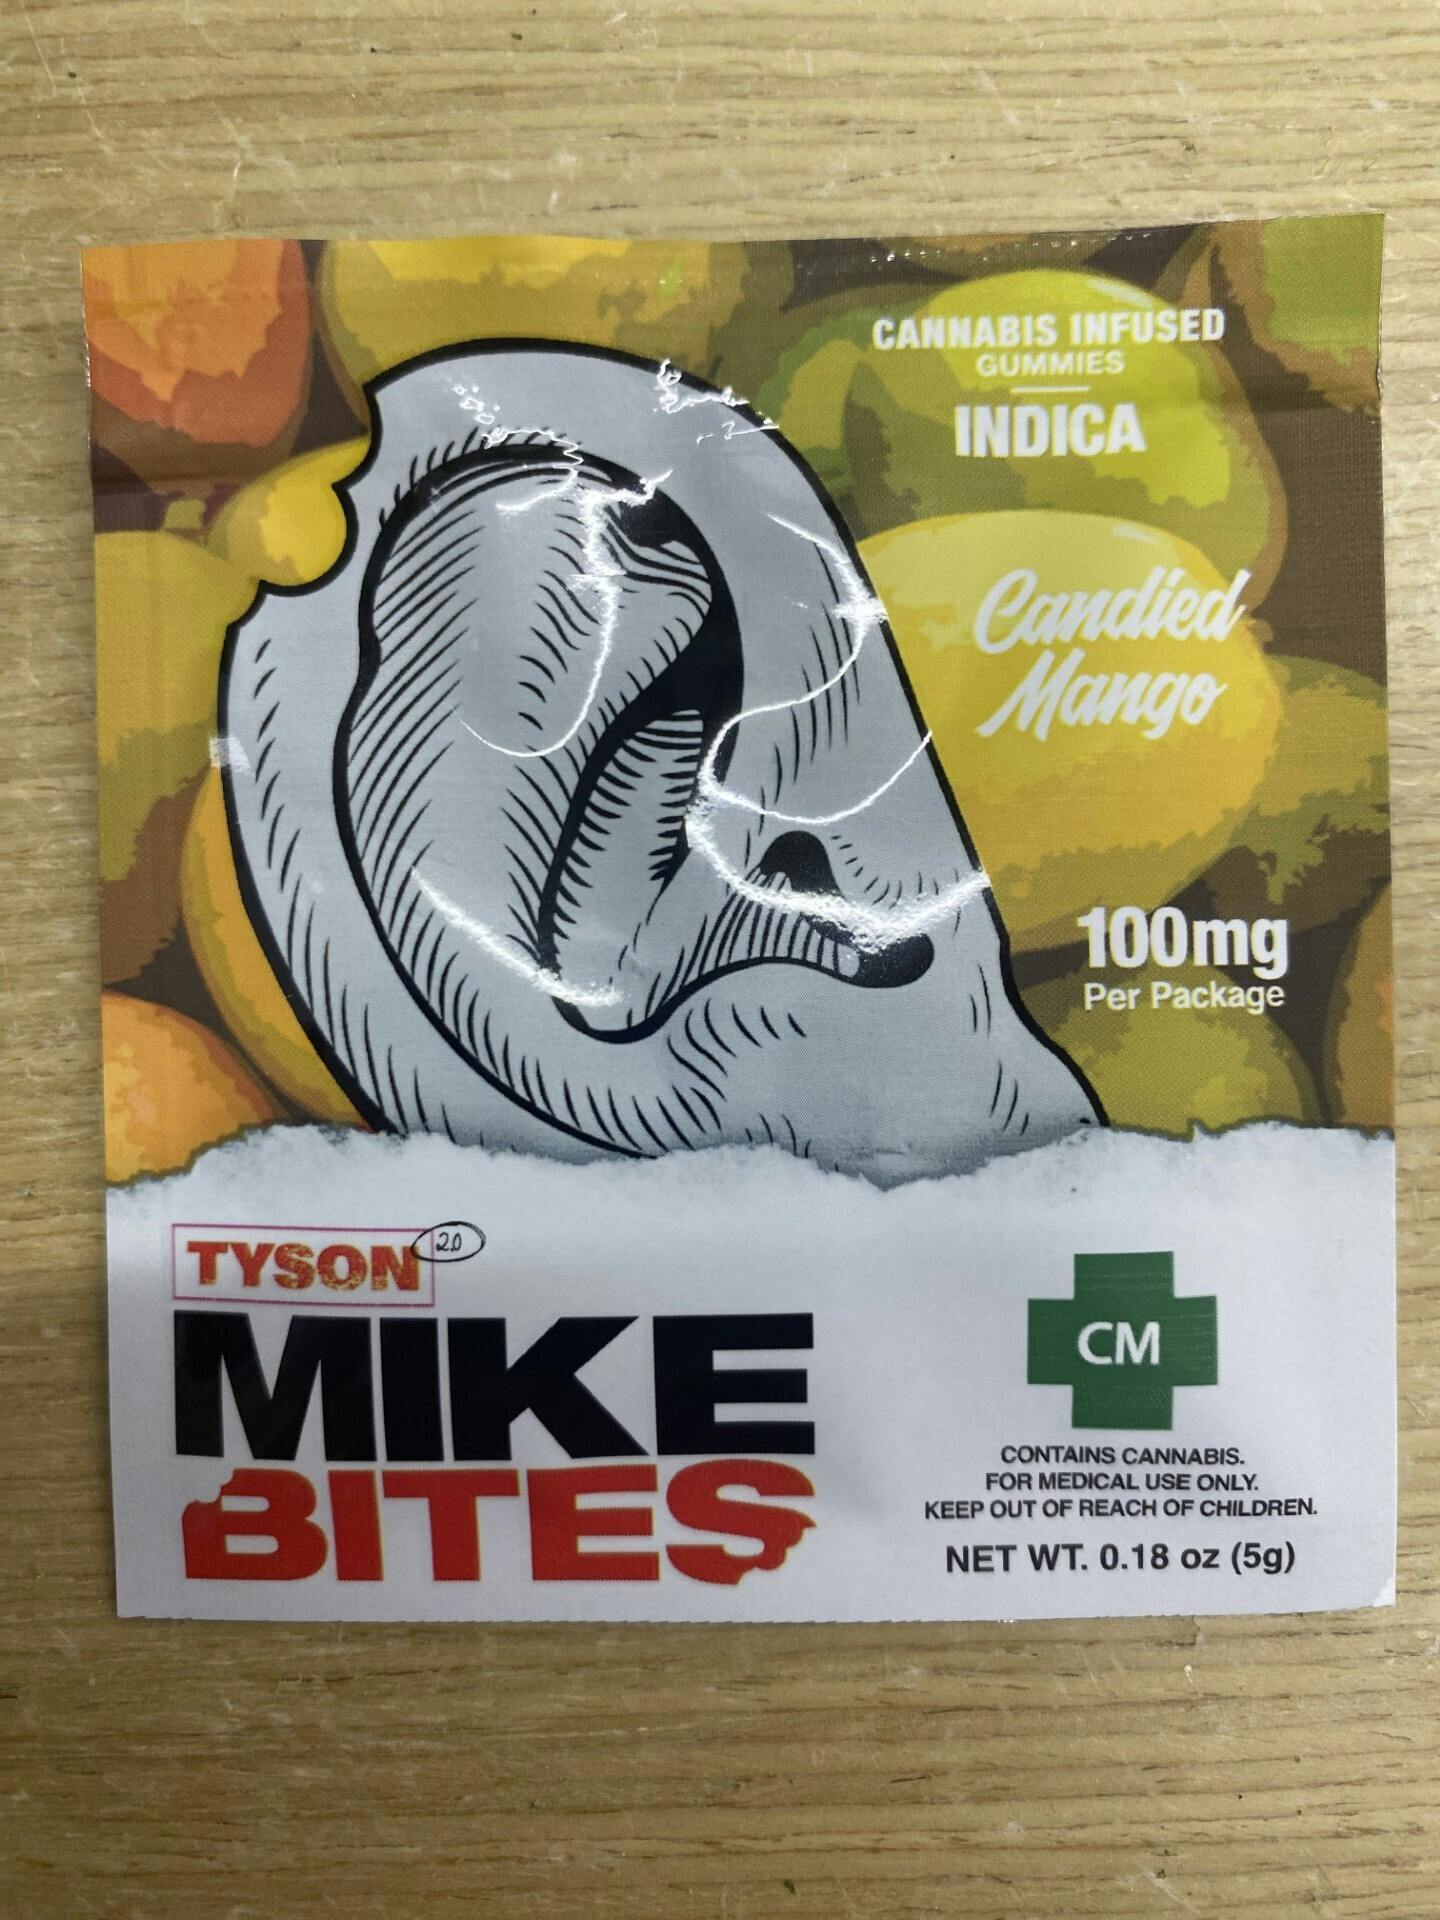 CANNABIS INFUSED
GUMMIES
INDICA
Candied
Mango
100mg
Per Package
TYSON 2.0
MIKE
BITES
CM
CONTAINS CANNABIS.
FOR MEDICAL USE ONLY.
KEEP OUT OF REACH OF CHILDREN.
NET WT. 0.18 oz (5g)